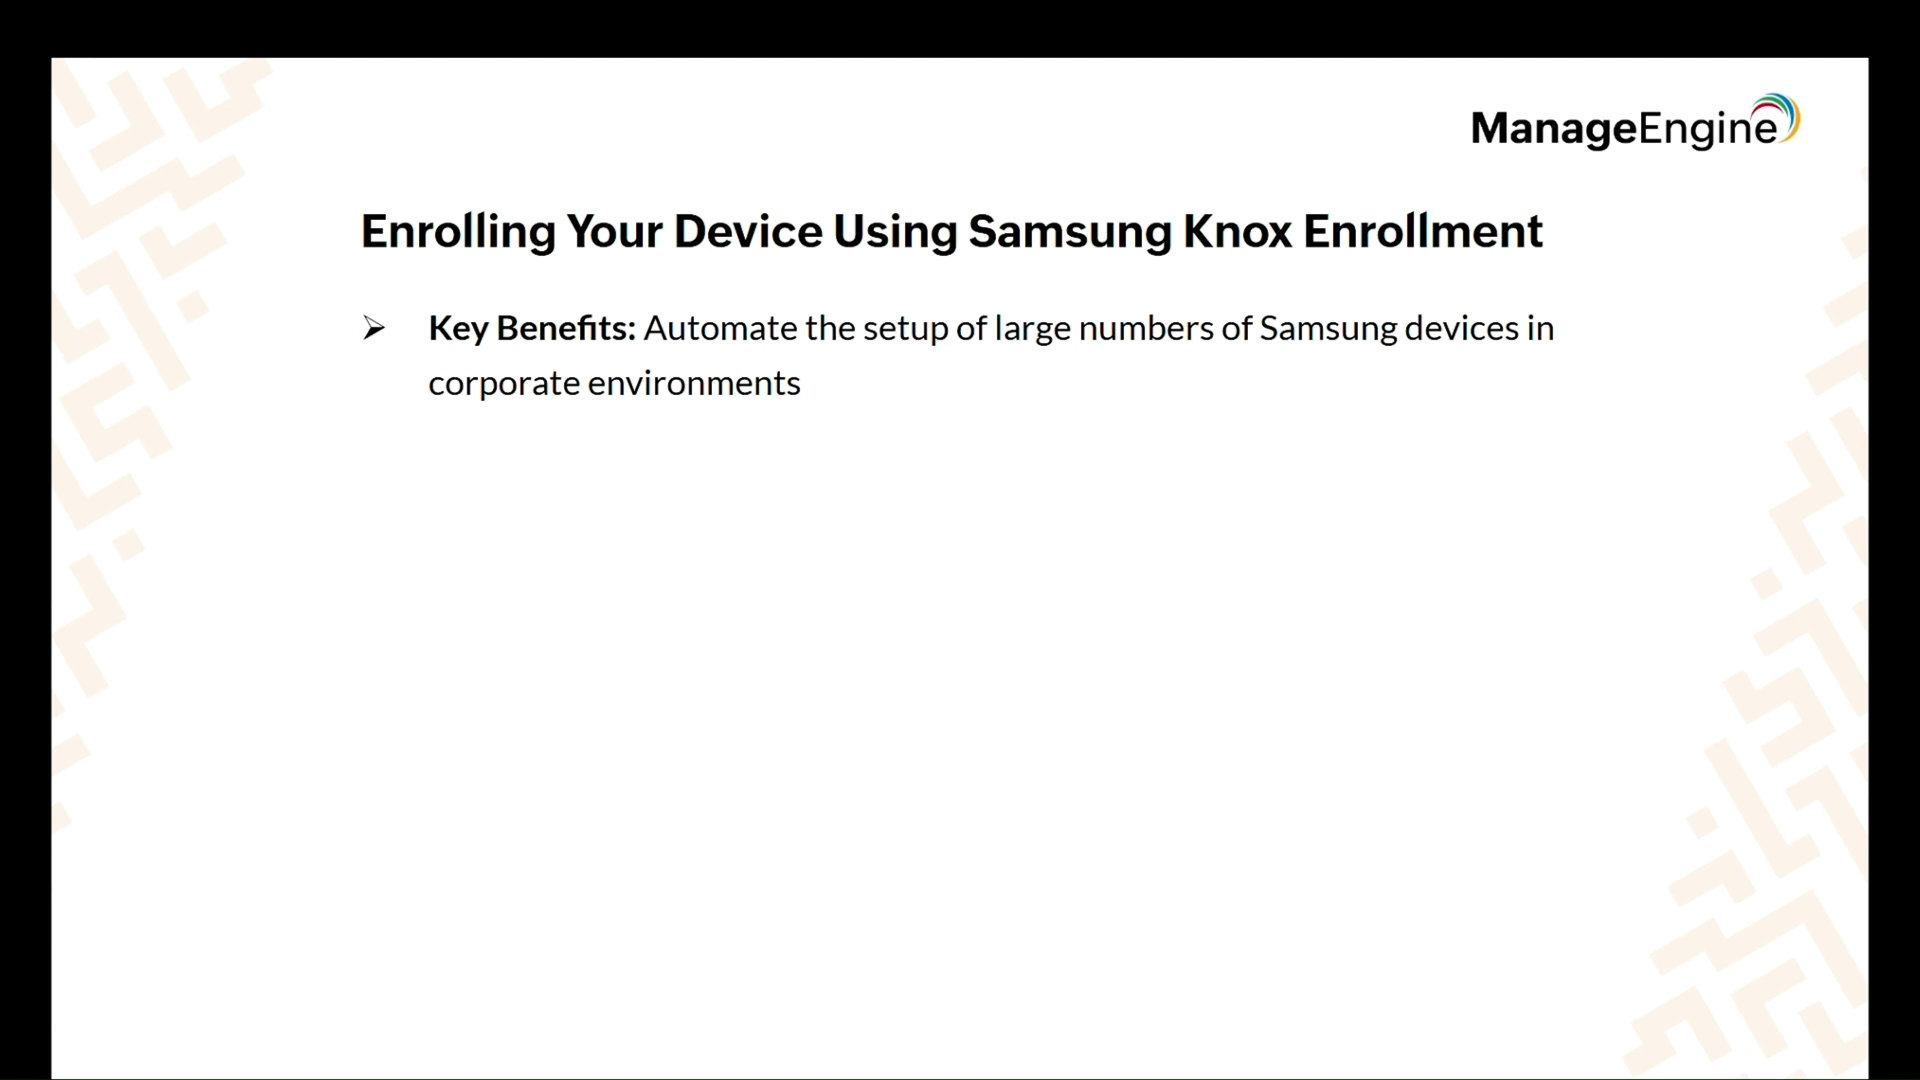 ManageEngine
Enrolling Your Device Using Samsung Knox Enrollment
➢ Key Benefits: Automate the setup of large numbers of Samsung devices in
corporate environments